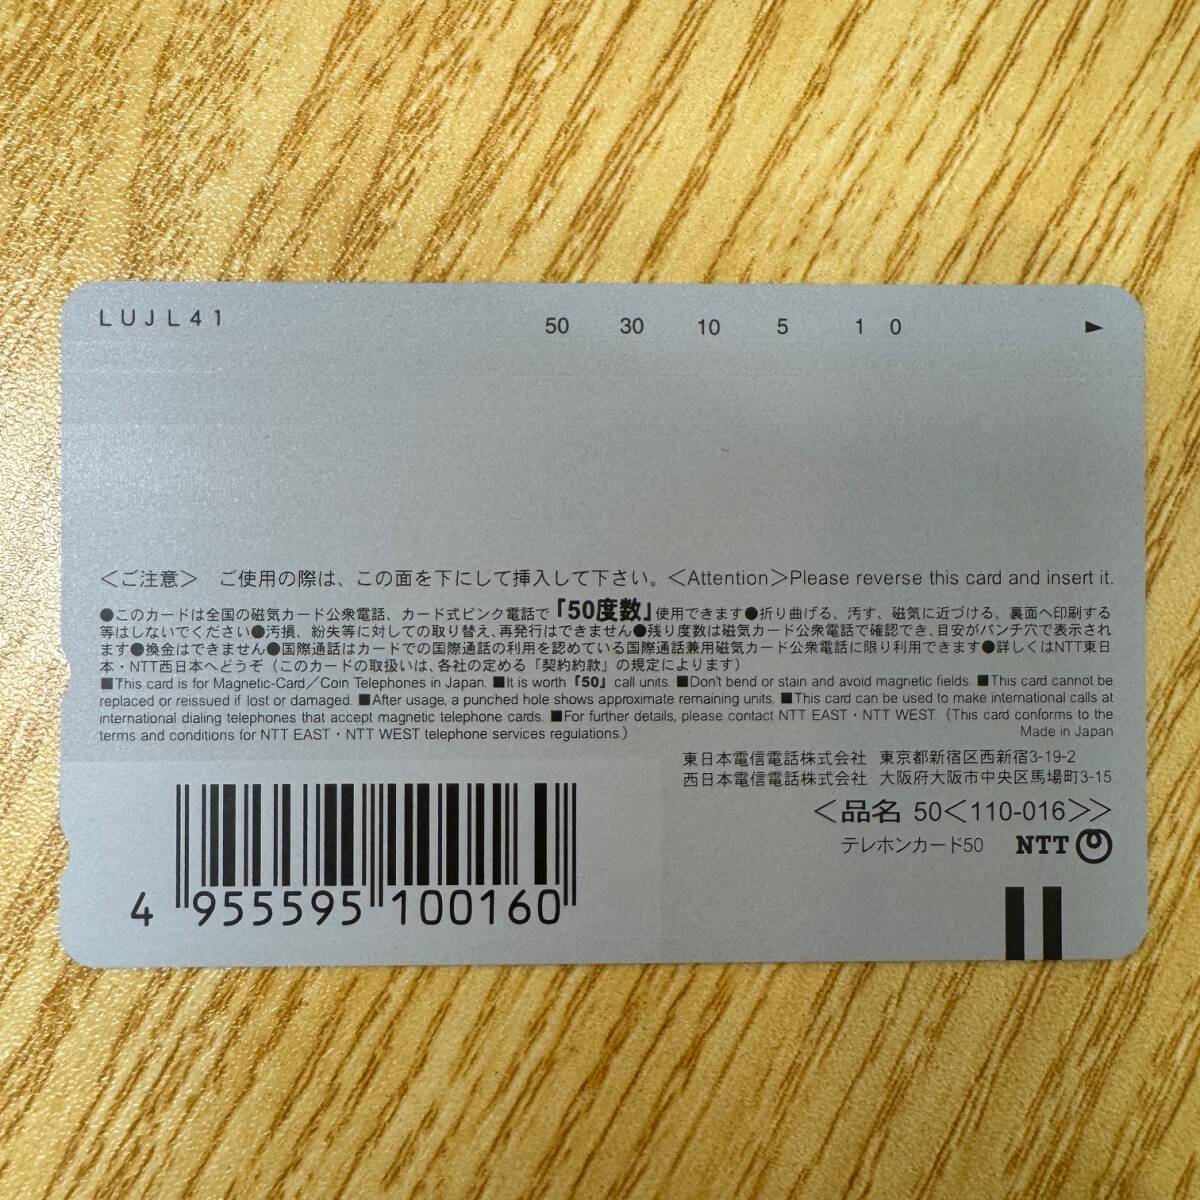 LUJL41
50 30 10 5 1 0 ►
＜ご注意＞ ご使用の際は、この面を下にして挿入して下さい。＜Attention＞Please reverse this card and insert it.
●このカードは全国の磁気カード公衆電話、カード式ピンク電話で「50度数」使用できます●折り曲げる、汚す、磁気に近づける、裏面へ印刷する
等はしないでください●汚損、紛失等に対しての取り替え、再発行はできません●残り度数は磁気カード公衆電話で確認でき、目安がパンチ穴で表示され
ます●換金はできません●国際通話はカードでの国際通話の利用を認めている国際通話兼用磁気カード公衆電話に限り利用できます●詳しくはNTT東日
本・NTT西日本へどうぞ（このカードの取扱いは、各社の定める「契約約款」の規定によります）
■This card is for Magnetic-Card／Coin Telephones in Japan. ■It is worth「50」call units. ■Don't bend or stain and avoid magnetic fields. ■This card cannot be
replaced or reissued if lost or damaged. ■After usage, a punched hole shows approximate remaining units. ■This card can be used to make international calls at
international dialing telephones that accept magnetic telephone cards. ■For further details, please contact NTT EAST・NTT WEST. (This card conforms to the
terms and conditions for NTT EAST・NTT WEST telephone services regulations.)
Made in Japan
東日本電信電話株式会社 東京都新宿区西新宿3-19-2
西日本電信電話株式会社 大阪府大阪市中央区馬場町3-15
＜品名 50＜110-016＞＞
テレホンカード50 NTT
4 955595 100160